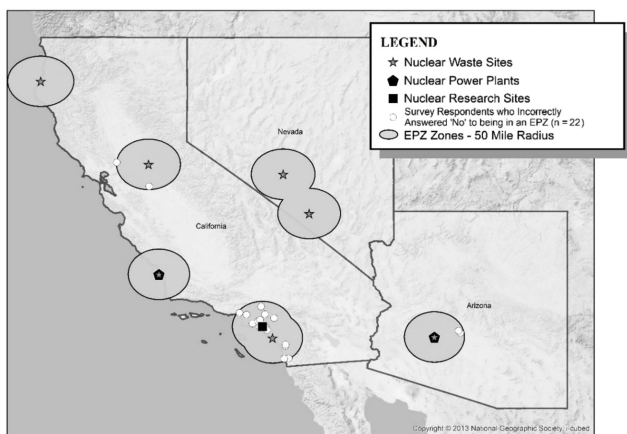 LEGEND
Nuclear Waste Sites
Nuclear Power Plants
Nuclear Research Sites
Survey Respondents who Incorrectly
Answered 'No' to being in an EPZ (n = 22)
EPZ Zones - 50 Mile Radius
Nevada
California
Arizona
Copyright © 2013 National Geographic Society, i-cubed